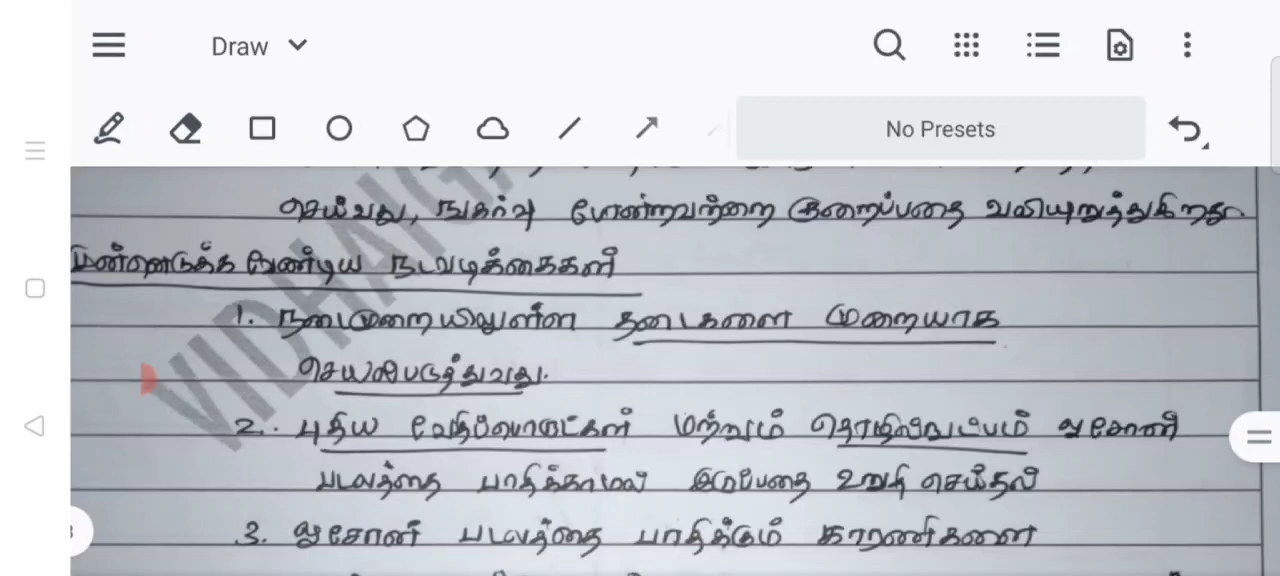 Draw
No Presets
செய்வது, நுகர்வு போன்றவற்றை குறைப்பதை வலியுறுத்துகிறது.
முன்னெடுக்க வேண்டிய நடவடிக்கைகள்
1. நடைமுறையிலுள்ள தடைகளை முறையாக
செயல்படுத்துவது.
2. புதிய வேதிப்பொருட்கள் மற்றும் தொழில்நுட்பம் ஓசோன்
படலத்தை பாதிக்காமல் இருப்பதை உறுதி செய்தல்
3. ஓசோன் படலத்தை பாதிக்கும் காரணிகளை
VIDHAIG